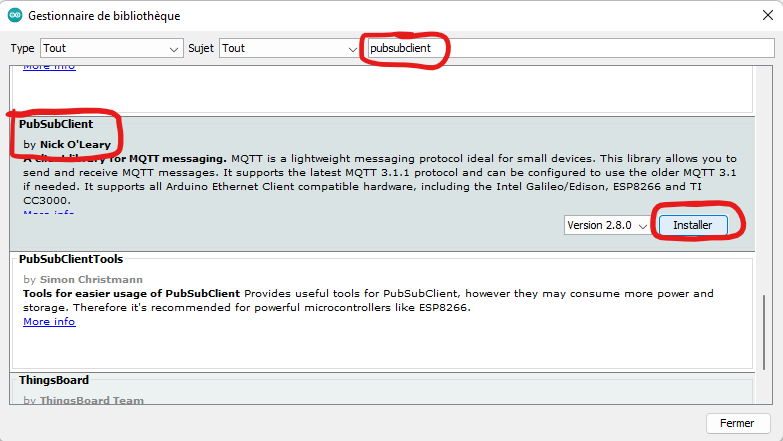 Gestionnaire de bibliothèque
Type Tout Sujet Tout pubsubclient
More info
PubSubClient
by Nick O'Leary
A client library for MQTT messaging. MQTT is a lightweight messaging protocol ideal for small devices. This library allows you to
send and receive MQTT messages. It supports the latest MQTT 3.1.1 protocol and can be configured to use the older MQTT 3.1
if needed. It supports all Arduino Ethernet Client compatible hardware, including the Intel Galileo/Edison, ESP8266 and TI
CC3000.
More info
Version 2.8.0 Installer
PubSubClientTools
by Simon Christmann
Tools for easier usage of PubSubClient Provides useful tools for PubSubClient, however they may consume more power and
storage. Therefore it's recommended for powerful microcontrollers like ESP8266.
More info
ThingsBoard
by ThingsBoard Team
Fermer